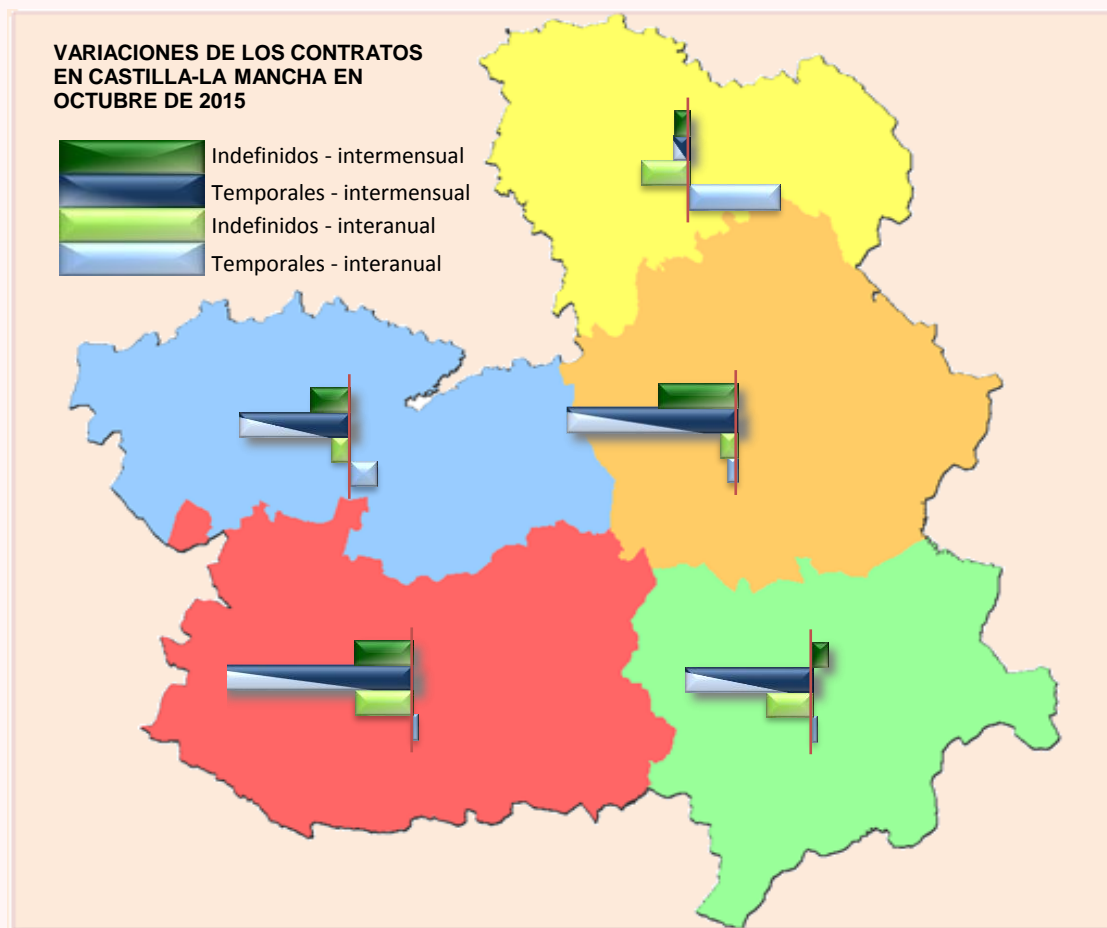 VARIACIONES DE LOS CONTRATOS
EN CASTILLA-LA MANCHA EN
OCTUBRE DE 2015
Indefinidos - intermensual
Temporales - intermensual
Indefinidos - interanual
Temporales - interanual